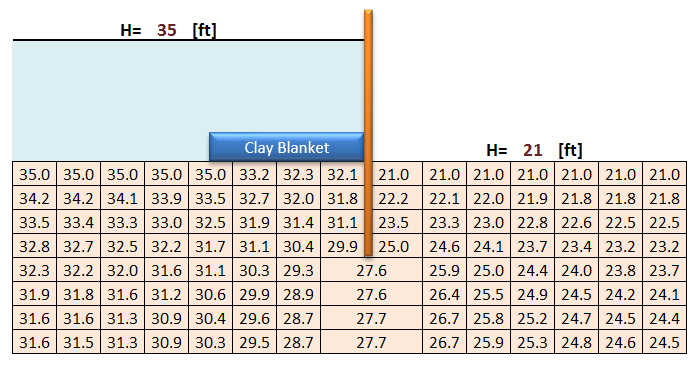 H= 35 [ft]
Clay Blanket
H= 21 [ft]
35.0 35.0 35.0 35.0 35.0 33.2 32.3 32.1 21.0 21.0 21.0 21.0 21.0 21.0 21.0
34.2 34.2 34.1 33.9 33.5 32.7 32.0 31.8 22.2 22.1 22.0 21.9 21.8 21.8 21.8
33.5 33.4 33.3 33.0 32.5 31.9 31.4 31.1 23.5 23.3 23.0 22.8 22.6 22.5 22.5
32.8 32.7 32.5 32.2 31.7 31.1 30.4 29.9 25.0 24.6 24.1 23.7 23.4 23.2 23.2
32.3 32.2 32.0 31.6 31.1 30.3 29.3 27.6 25.9 25.0 24.4 24.0 23.8 23.7
31.9 31.8 31.6 31.2 30.6 29.9 28.9 27.6 26.4 25.5 24.9 24.5 24.2 24.1
31.6 31.6 31.3 30.9 30.4 29.6 28.7 27.7 26.7 25.8 25.2 24.7 24.5 24.4
31.6 31.5 31.3 30.9 30.3 29.5 28.7 27.7 26.7 25.9 25.3 24.8 24.6 24.5